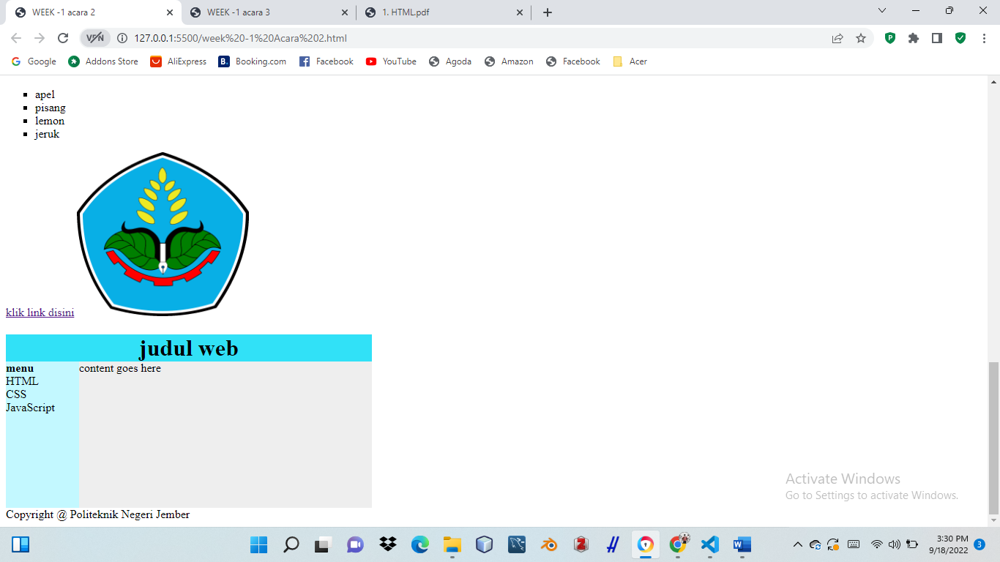 WEEK -1 acara 2
WEEK -1 acara 3
1. HTML.pdf
VPN
127.0.0.1:5500/week%20-1%20Acara%202.html
Google
Addons Store
AliExpress
B.
Booking.com
Facebook
YouTube
Agoda
Amazon
Facebook
Acer
apel
pisang
lemon
jeruk
klik link disini
judul web
menu
content goes here
HTML
CSS
JavaScript
Activate Windows
Go to Settings to activate Windows.
Copyright @ Politeknik Negeri Jember
3:30 PM
9/18/2022
3